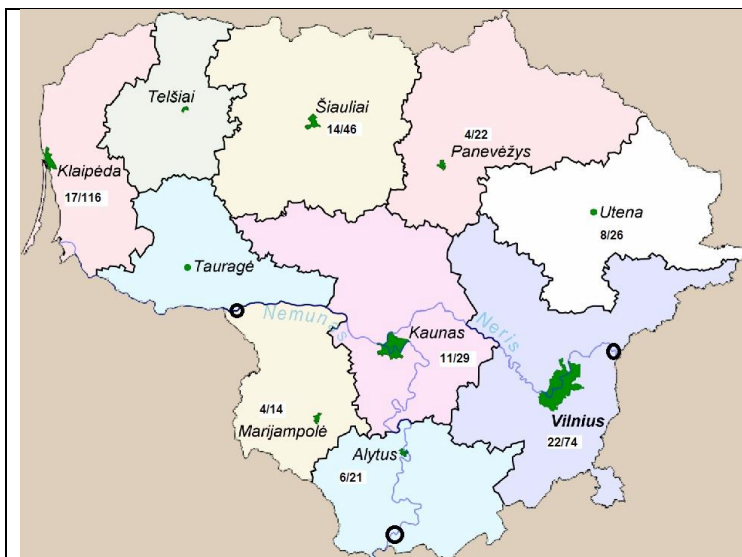 Telšiai
Šiauliai
14/46
4/22
Panevėžys
Klaipėda
17/116
Utena
8/26
Tauragė
Nemunas
Neris
Kaunas
11/29
4/14
Marijampolė
Vilnius
22/74
Alytus
6/21